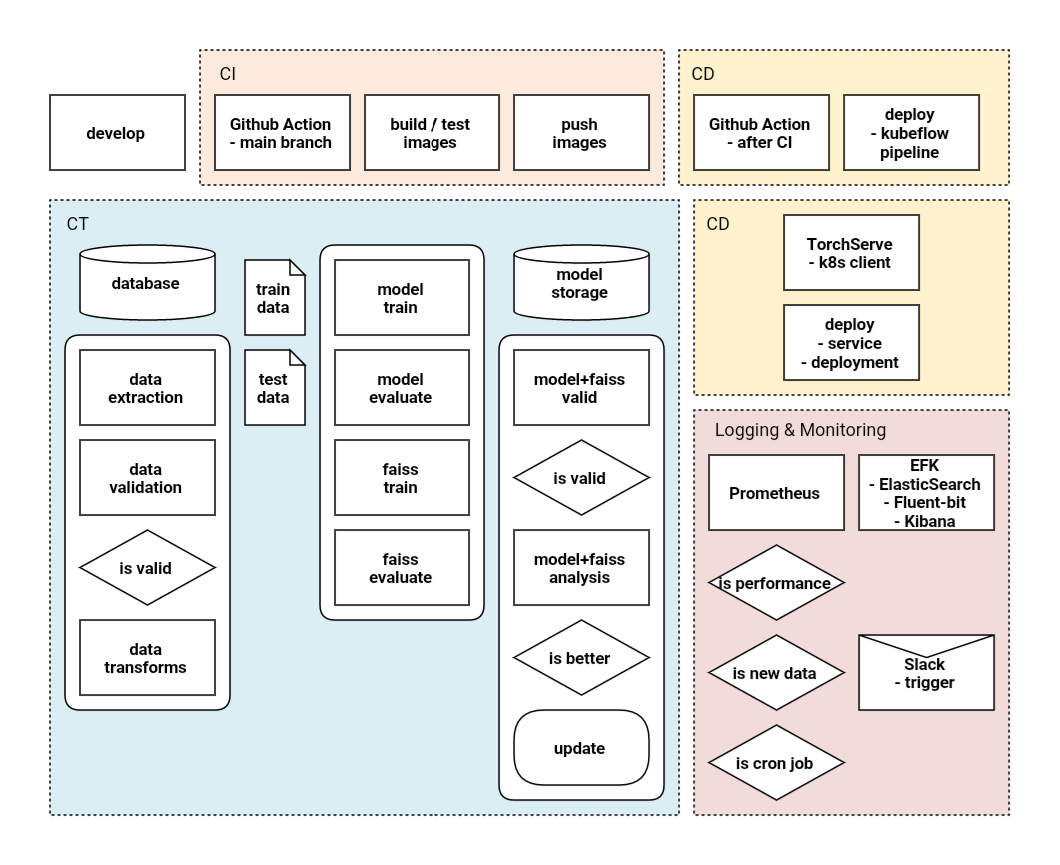 CI
CD
develop
Github Action
- main branch
build / test
images
push
images
Github Action
- after CI
deploy
- kubeflow
pipeline
CT
database
train
data
test
data
data
extraction
data
validation
is valid
data
transforms
model
train
model
evaluate
faiss
train
faiss
evaluate
model
storage
model+faiss
valid
is valid
model+faiss
analysis
is better
update
CD
TorchServe
- k8s client
deploy
- service
- deployment
Logging & Monitoring
Prometheus
EFK
- ElasticSearch
- Fluent-bit
- Kibana
is performance
is new data
Slack
- trigger
is cron job